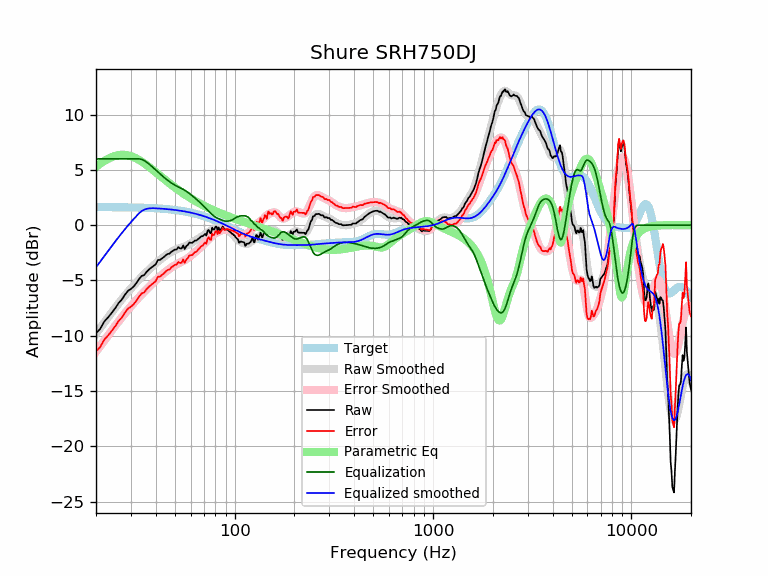 Shure SRH750DJ
10
5
0
−5
−10
−15
−20
−25
Amplitude (dBr)
Target
Raw Smoothed
Error Smoothed
Raw
Error
Parametric Eq
Equalization
Equalized smoothed
100
1000
10000
Frequency (Hz)